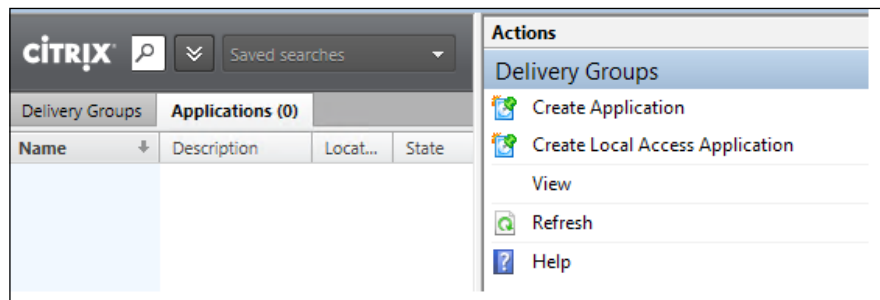 CITRIX
Saved searches
Delivery Groups
Applications (0)
Name
Description
Locat...
State
Actions
Delivery Groups
Create Application
Create Local Access Application
View
Refresh
Help